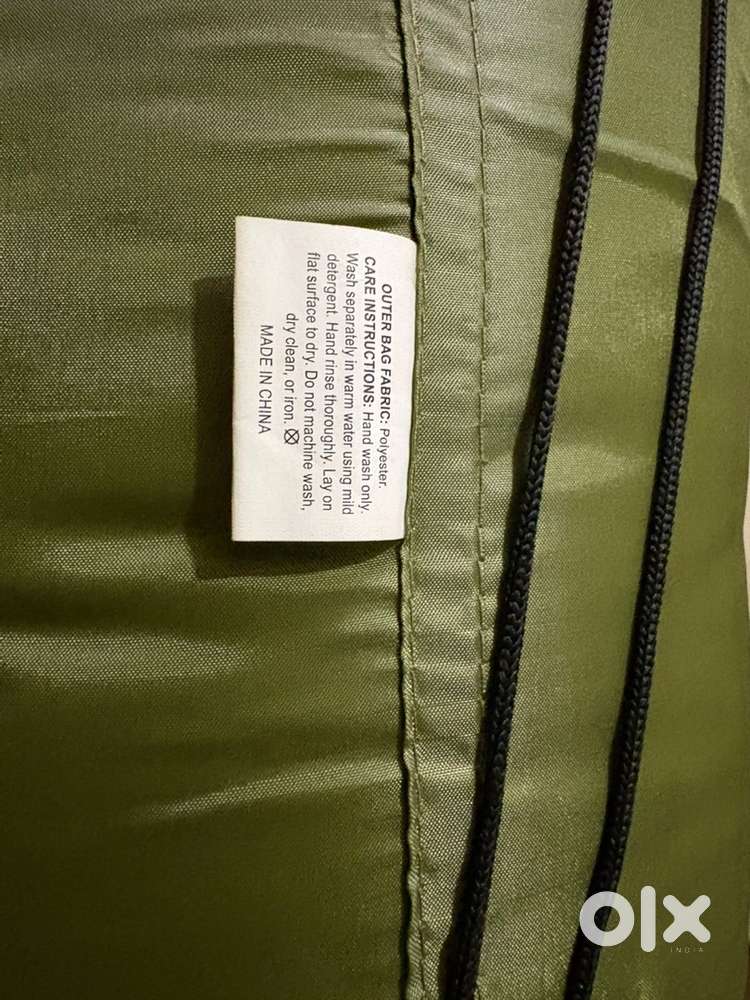 OUTER BAG FABRIC: Polyester.
CARE INSTRUCTIONS: Hand wash only.
Wash separately in warm water using mild
detergent. Hand rinse thoroughly. Lay on
flat surface to dry. Do not machine wash,
dry clean, or iron.
MADE IN CHINA
olx
INDIA